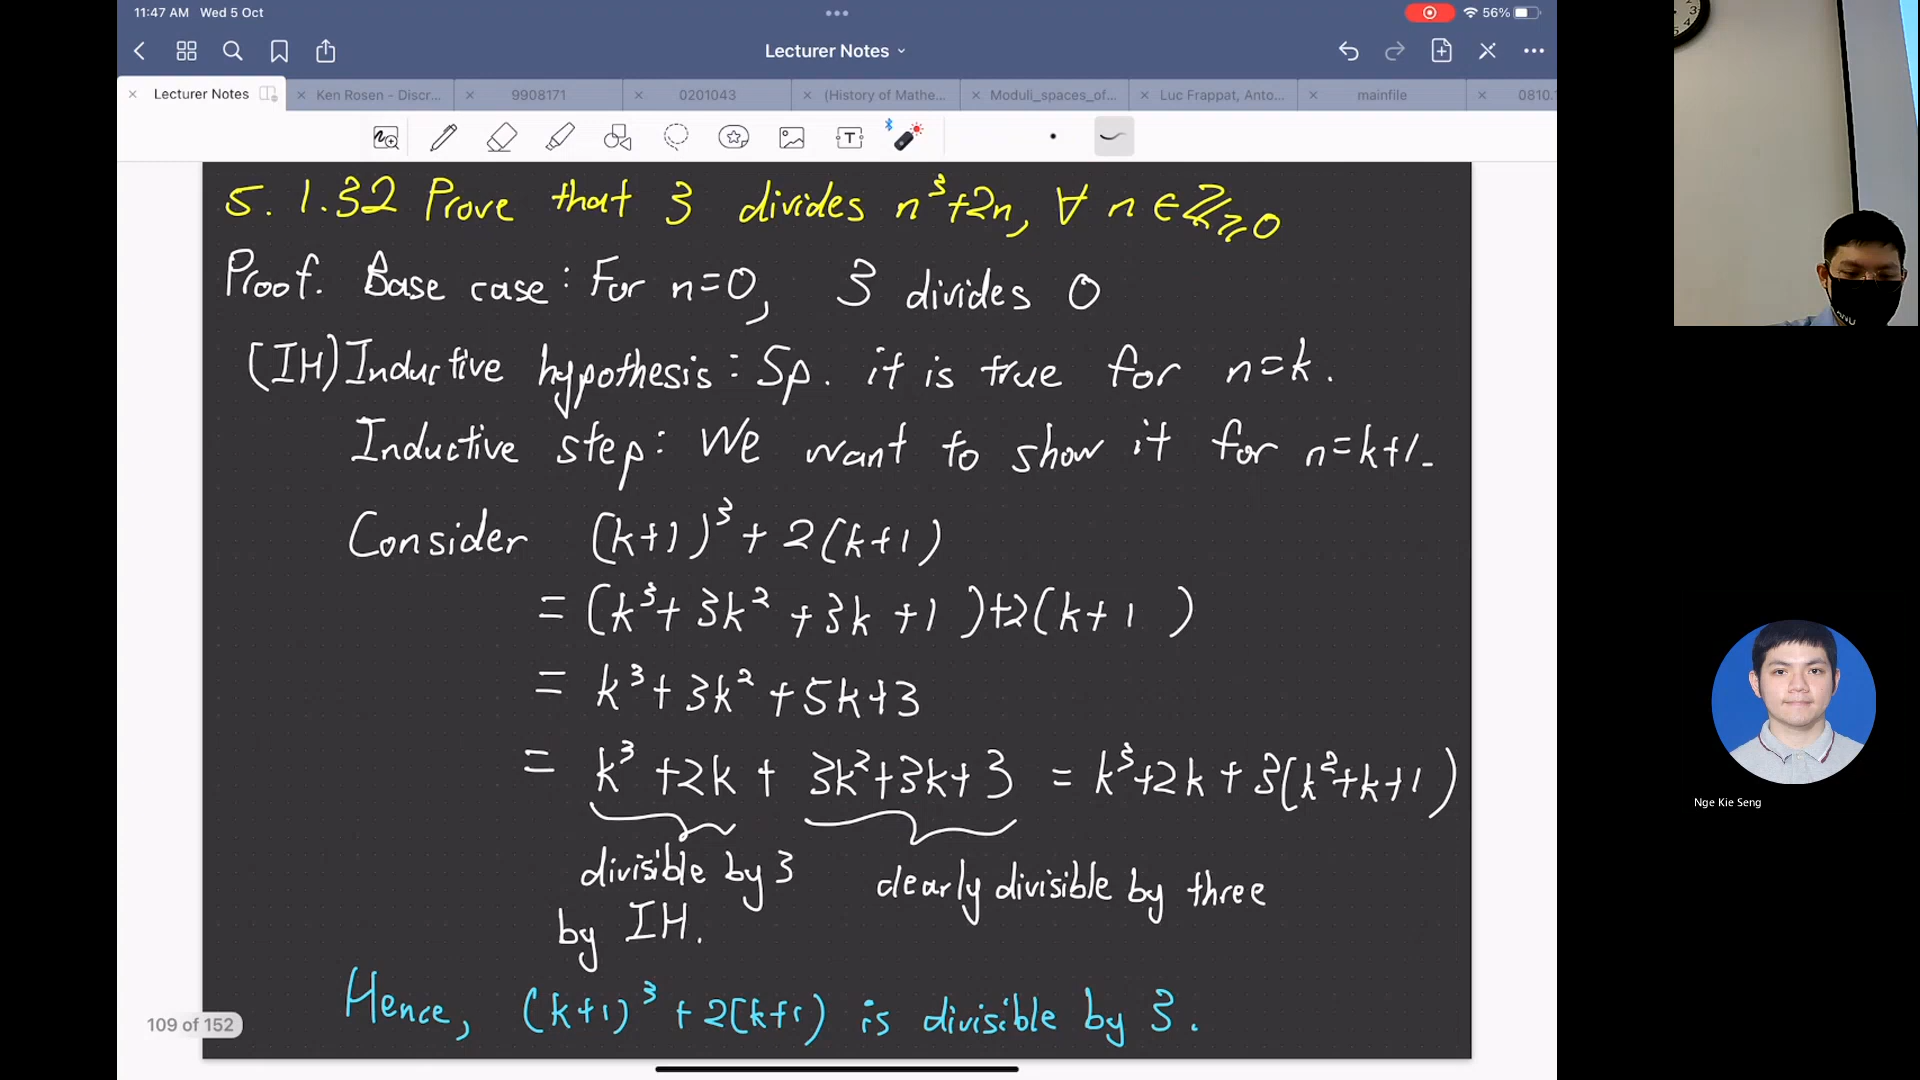 11:47 AM Wed 5 Oct
56%
Lecturer Notes
Lecturer Notes
Ken Rosen - Discr...
9908171
0201043
(History of Mathe...
Moduli_spaces_of...
Luc Frappat, Anto...
mainfile
0810.
5.1.32 Prove that 3 divides n³+2n, ∀ n ∈ ℤ≥0
Proof. Base case: For n=0, 3 divides 0
(IH) Inductive hypothesis: Sp. it is true for n=k.
Inductive step: We want to show it for n=k+1.
Consider (k+1)³ + 2(k+1)
= (k³+3k²+3k+1)+2(k+1)
= k³+3k²+5k+3
= k³+2k+3k²+3k+3 = k³+2k+3(k²+k+1)
divisible by 3 clearly divisible by three
by IH.
Hence, (k+1)³+2(k+1) is divisible by 3.
109 of 152
Nge Kie Seng